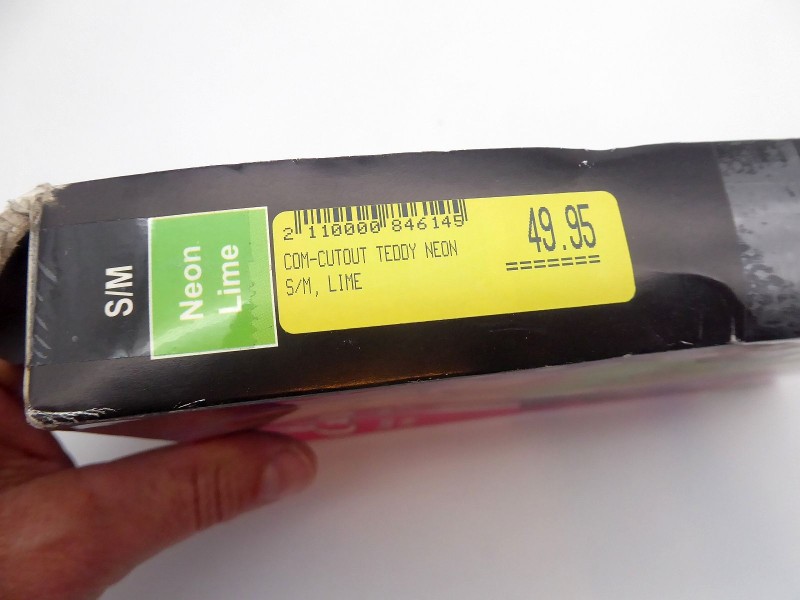 S/M
Neon
Lime
2 110000 846145
COM-CUTOUT TEDDY NEON
S/M, LIME
49.95